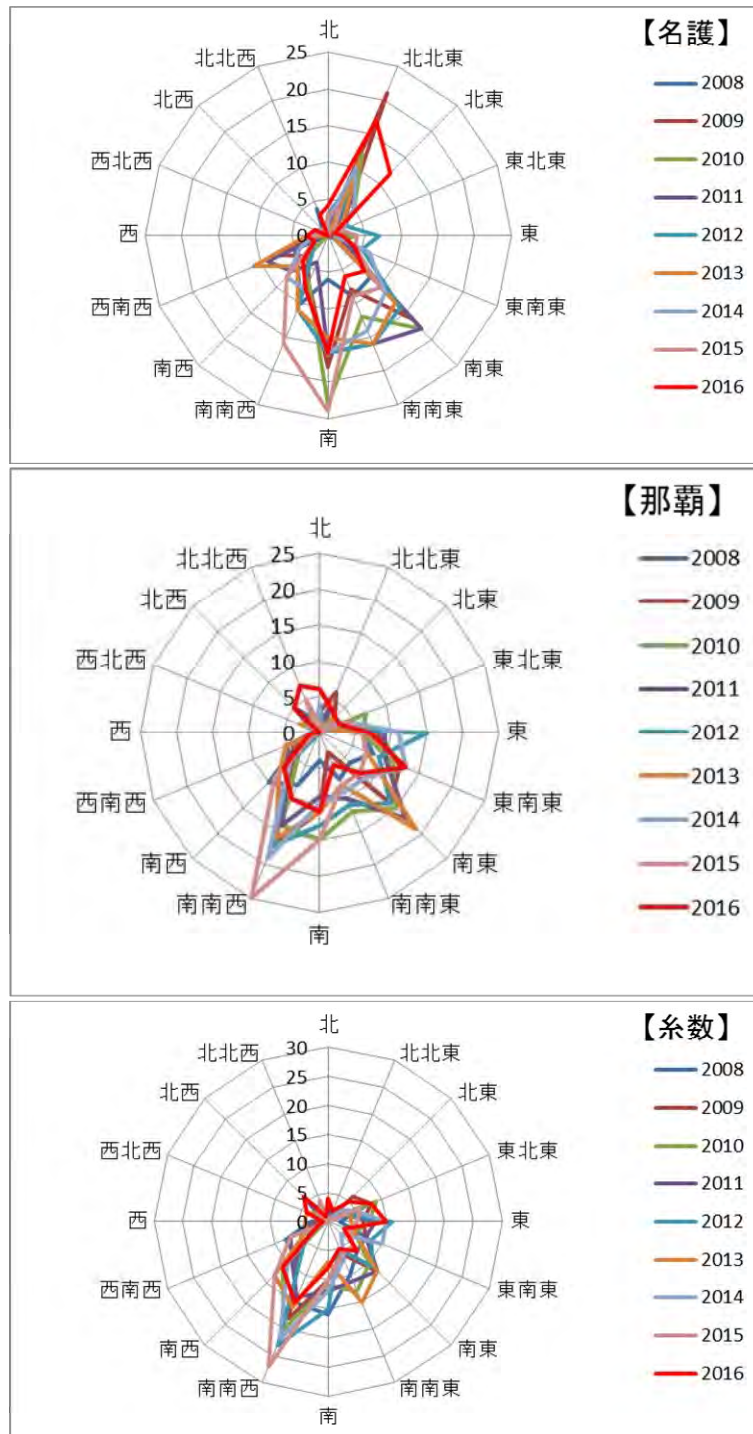 【名護】
北
北北東
北東
東北東
東
東南東
南東
南南東
南
南南西
南西
西南西
西
西北西
北西
北北西
25
20
15
10
5
0
2008
2009
2010
2011
2012
2013
2014
2015
2016
【那覇】
北
北北東
北東
東北東
東
東南東
南東
南南東
南
南南西
南西
西南西
西
西北西
北西
北北西
25
20
15
10
5
0
2008
2009
2010
2011
2012
2013
2014
2015
2016
【糸数】
北
北北東
北東
東北東
東
東南東
南東
南南東
南
南南西
南西
西南西
西
西北西
北西
北北西
30
25
20
15
10
5
0
2008
2009
2010
2011
2012
2013
2014
2015
2016